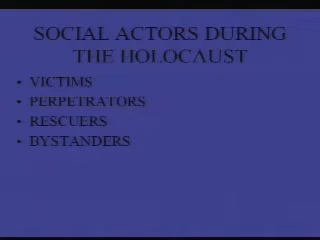 SOCIAL ACTORS DURING
THE HOLOCAUST
• VICTIMS
• PERPETRATORS
• RESCUERS
• BYSTANDERS